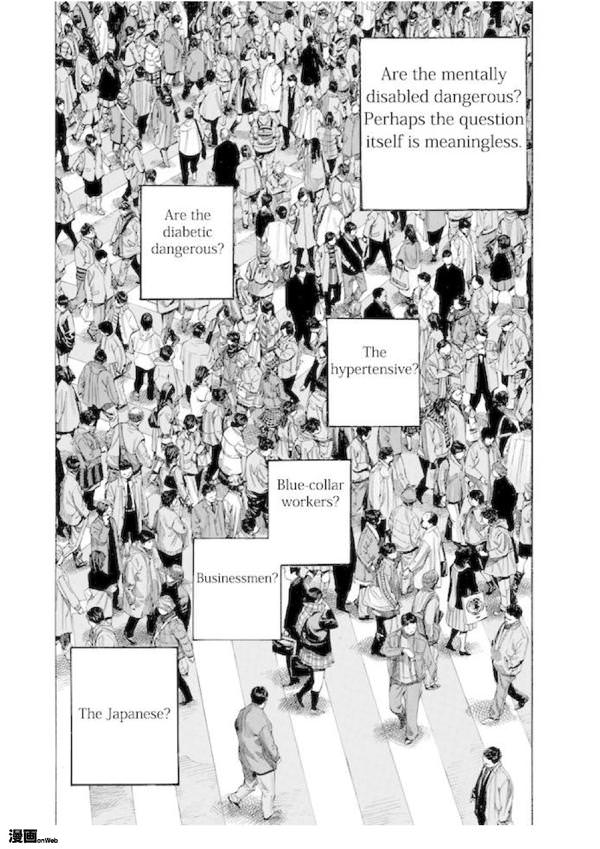 Are the mentally
disabled dangerous?
Perhaps the question
itself is meaningless.
Are the
diabetic
dangerous?
The
hypertensive?
Blue-collar
workers?
Businessmen?
The Japanese?
漫画onWeb